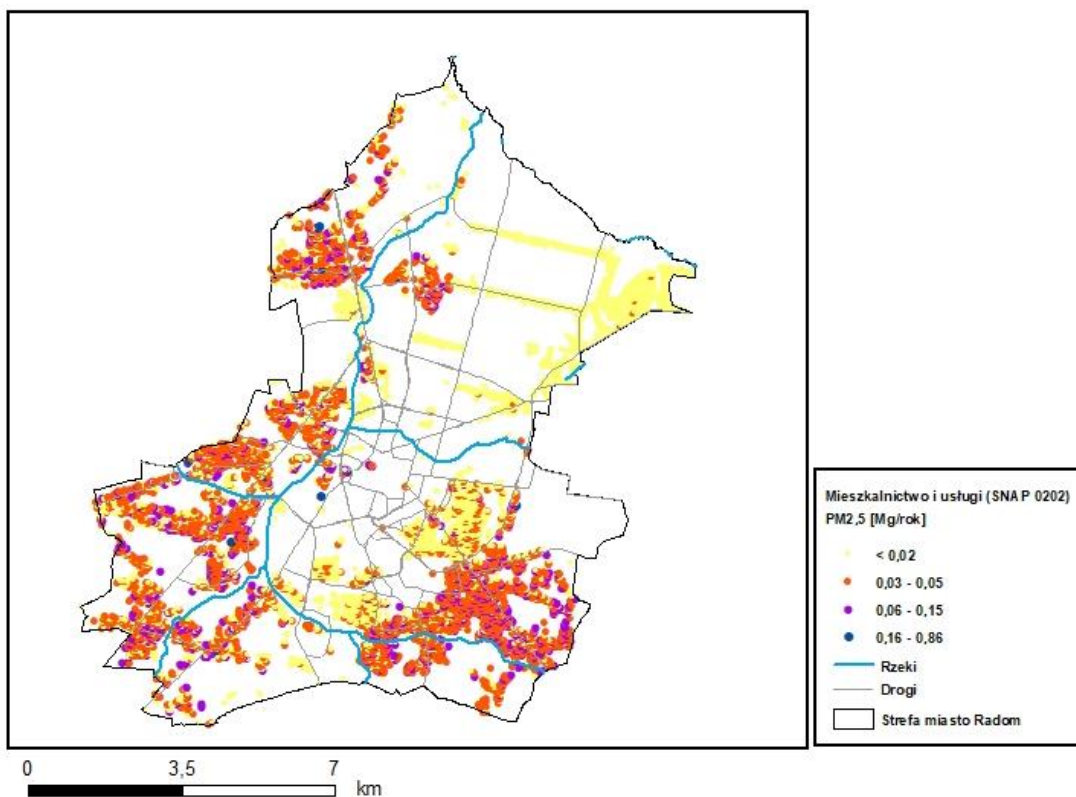 Mieszkalnictwo i usługi (SNAP 0202)
PM2,5 [Mg/rok]
< 0,02
0,03 - 0,05
0,06 - 0,15
0,16 - 0,86
Rzeki
Drogi
Strefa miasto Radom
0 3,5 7
km